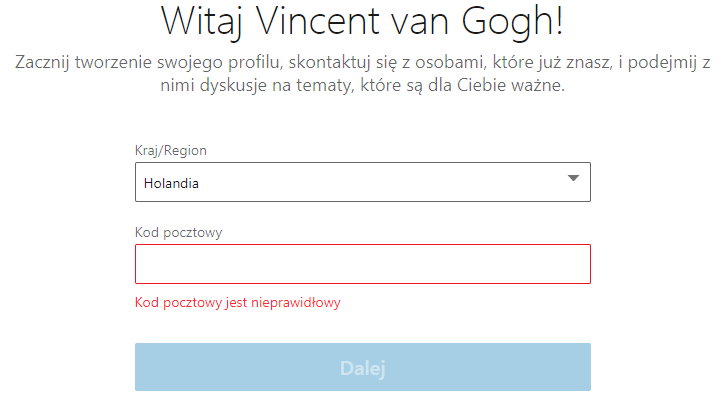 Witaj Vincent van Gogh!
Zacznij tworzenie swojego profilu, skontaktuj się z osobami, które już znasz, i podejmij z
nimi dyskusje na tematy, które są dla Ciebie ważne.
Kraj/Region
Holandia
Kod pocztowy
Kod pocztowy jest nieprawidłowy
Dalej